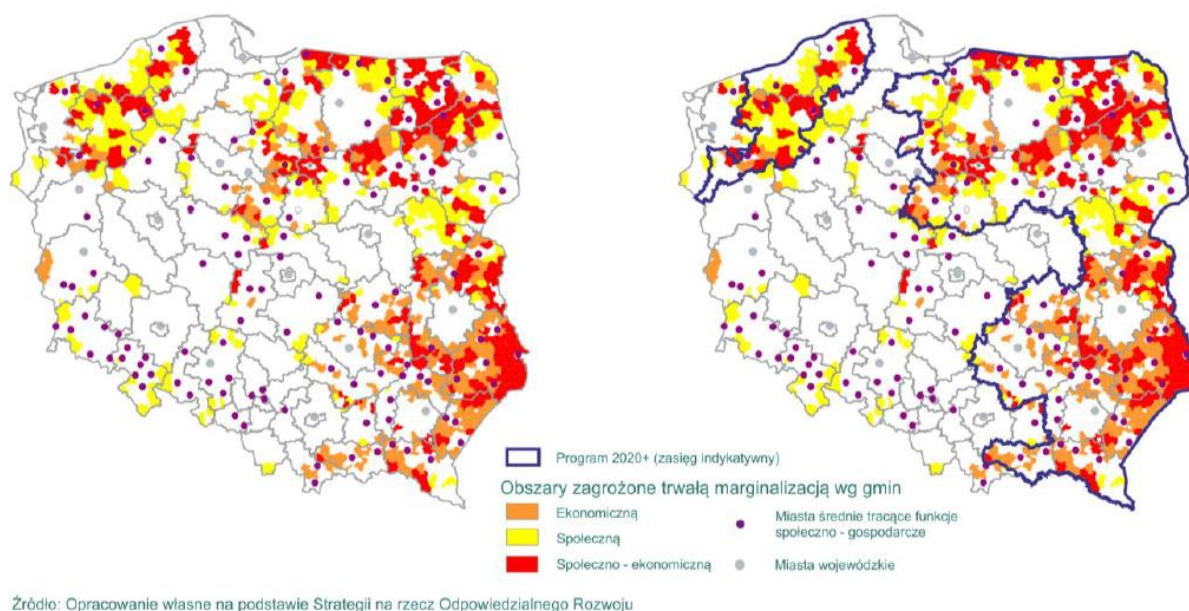 Program 2020+ (zasięg indykatywny)
Obszary zagrożone trwałą marginalizacją wg gmin
Ekonomiczną
Społeczną
Społeczno - ekonomiczną
Miasta średnie tracące funkcje
społeczno - gospodarcze
Miasta wojewódzkie
Źródło: Opracowanie własne na podstawie Strategii na rzecz Odpowiedzialnego Rozwoju